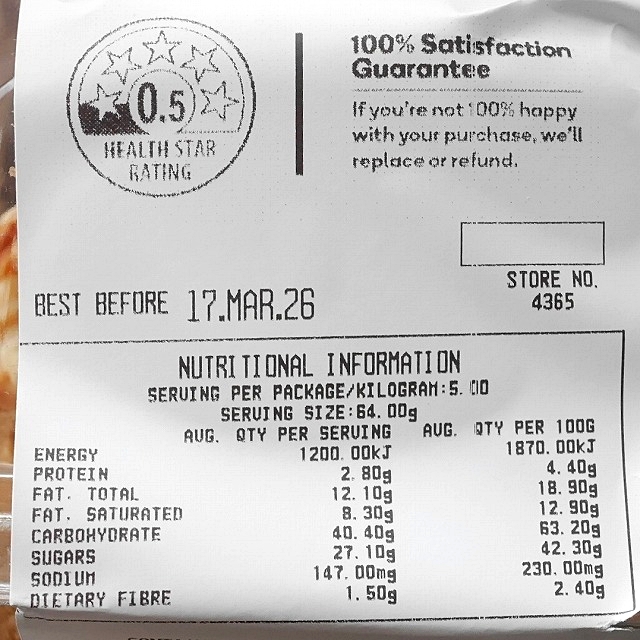 0.5
HEALTH STAR
RATING
100% Satisfaction
Guarantee
If you're not 100% happy
with your purchase, we'll
replace or refund.
STORE NO.
4365
BEST BEFORE 17.MAR.26
NUTRITIONAL INFORMATION
SERVING PER PACKAGE/KILOGRAM:5.00
SERVING SIZE:64.00g
AVG. QTY PER SERVING AVG. QTY PER 100G
ENERGY 1200.00kJ 1870.00kJ
PROTEIN 2.80g 4.40g
FAT. TOTAL 12.10g 18.90g
FAT. SATURATED 8.30g 12.90g
CARBOHYDRATE 40.40g 63.20g
SUGARS 27.10g 42.30g
SODIUM 147.00mg 230.00mg
DIETARY FIBRE 1.50g 2.40g